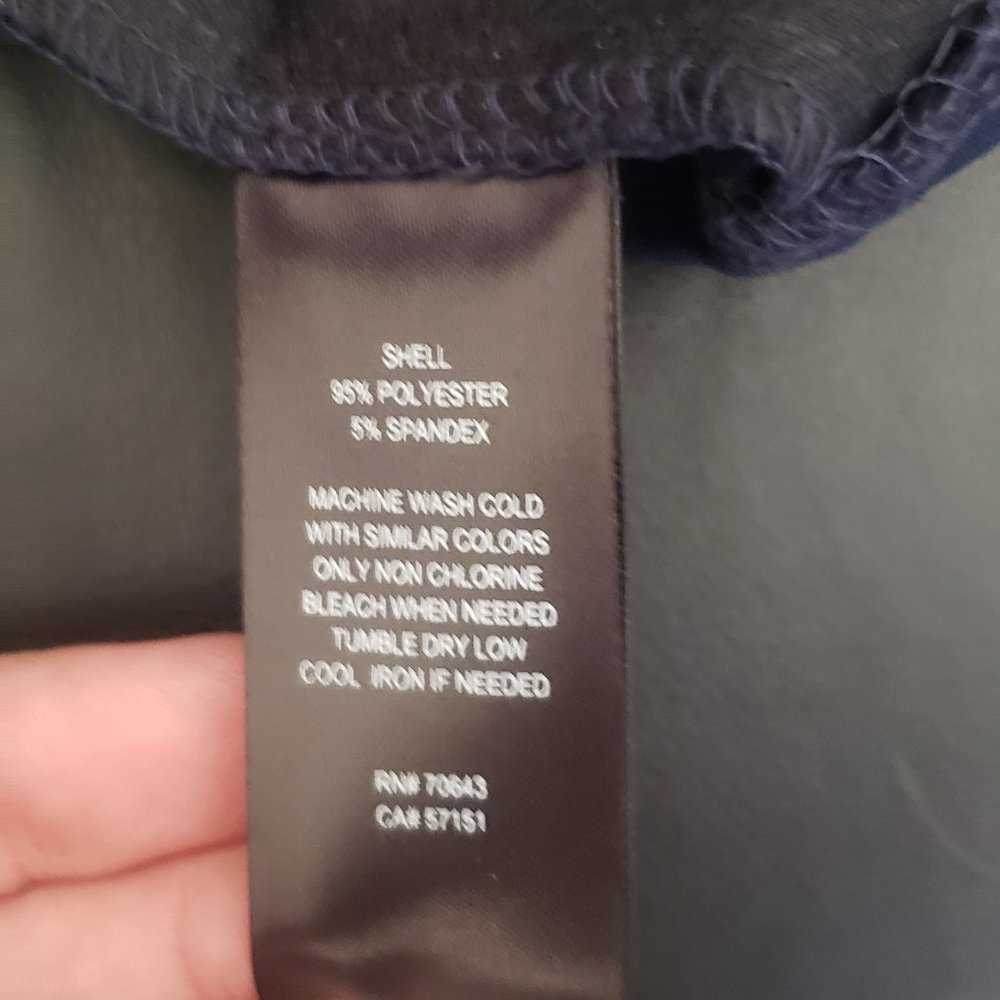 SHELL
95% POLYESTER
5% SPANDEX
MACHINE WASH COLD
WITH SIMILAR COLORS
ONLY NON CHLORINE
BLEACH WHEN NEEDED
TUMBLE DRY LOW
COOL IRON IF NEEDED
RN# 70643
CA# 57151